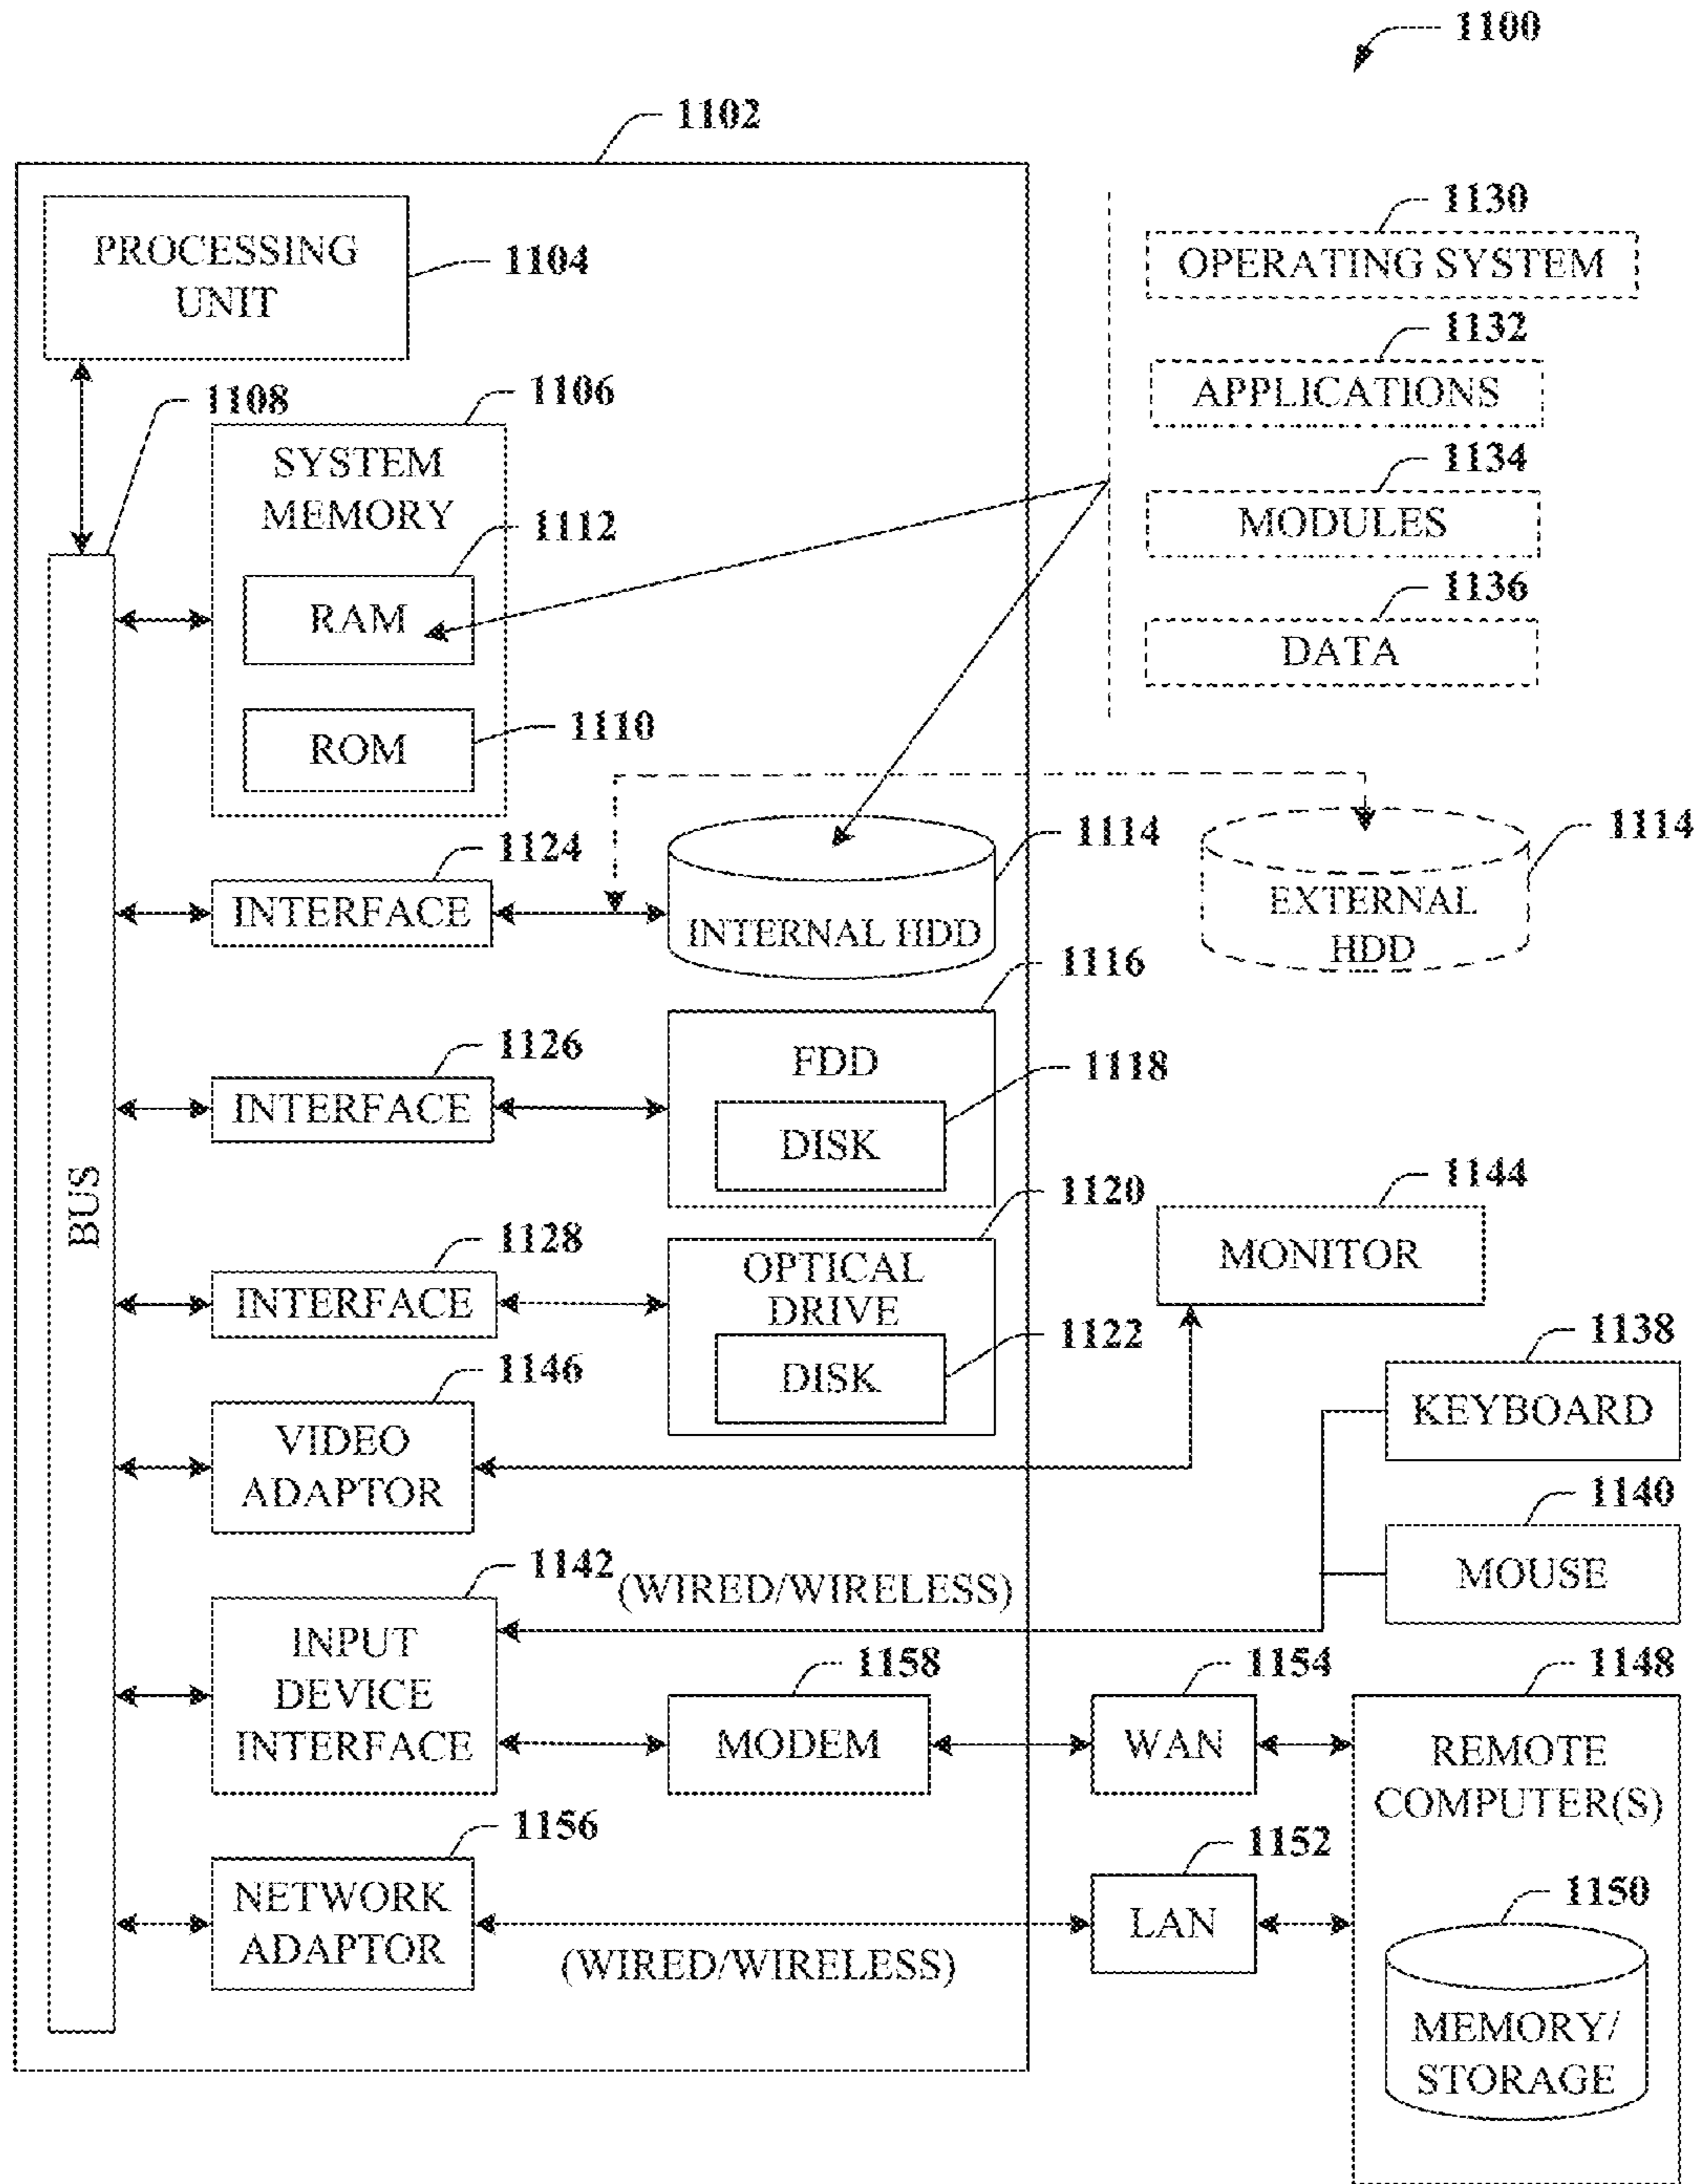 1100
1102
PROCESSING
UNIT
1104
1130
OPERATING SYSTEM
1132
APPLICATIONS
1134
MODULES
1136
DATA
1108
1106
SYSTEM
MEMORY
1112
RAM
1110
ROM
BUS
1124
INTERFACE
1114
INTERNAL HDD
1114
EXTERNAL
HDD
1126
INTERFACE
1116
FDD
1118
DISK
1128
INTERFACE
1120
OPTICAL
DRIVE
1122
DISK
1144
MONITOR
1146
VIDEO
ADAPTOR
1138
KEYBOARD
1140
MOUSE
1142
(WIRED/WIRELESS)
INPUT
DEVICE
INTERFACE
1158
MODEM
1154
WAN
1148
REMOTE
COMPUTER(S)
1156
NETWORK
ADAPTOR
(WIRED/WIRELESS)
1152
LAN
1150
MEMORY/
STORAGE